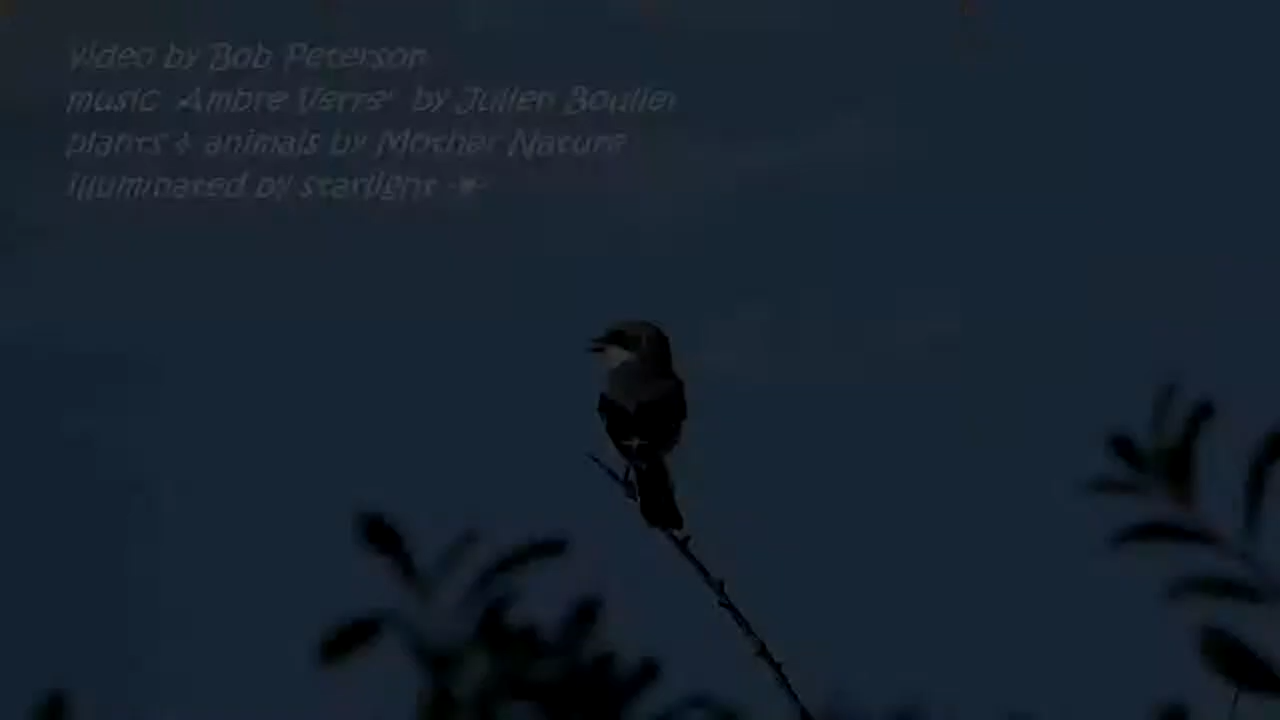 video by Bob Peterson
music "Ambre Verre" by Julien Boulier
plants & animals by Mother Nature
illuminated by starlight